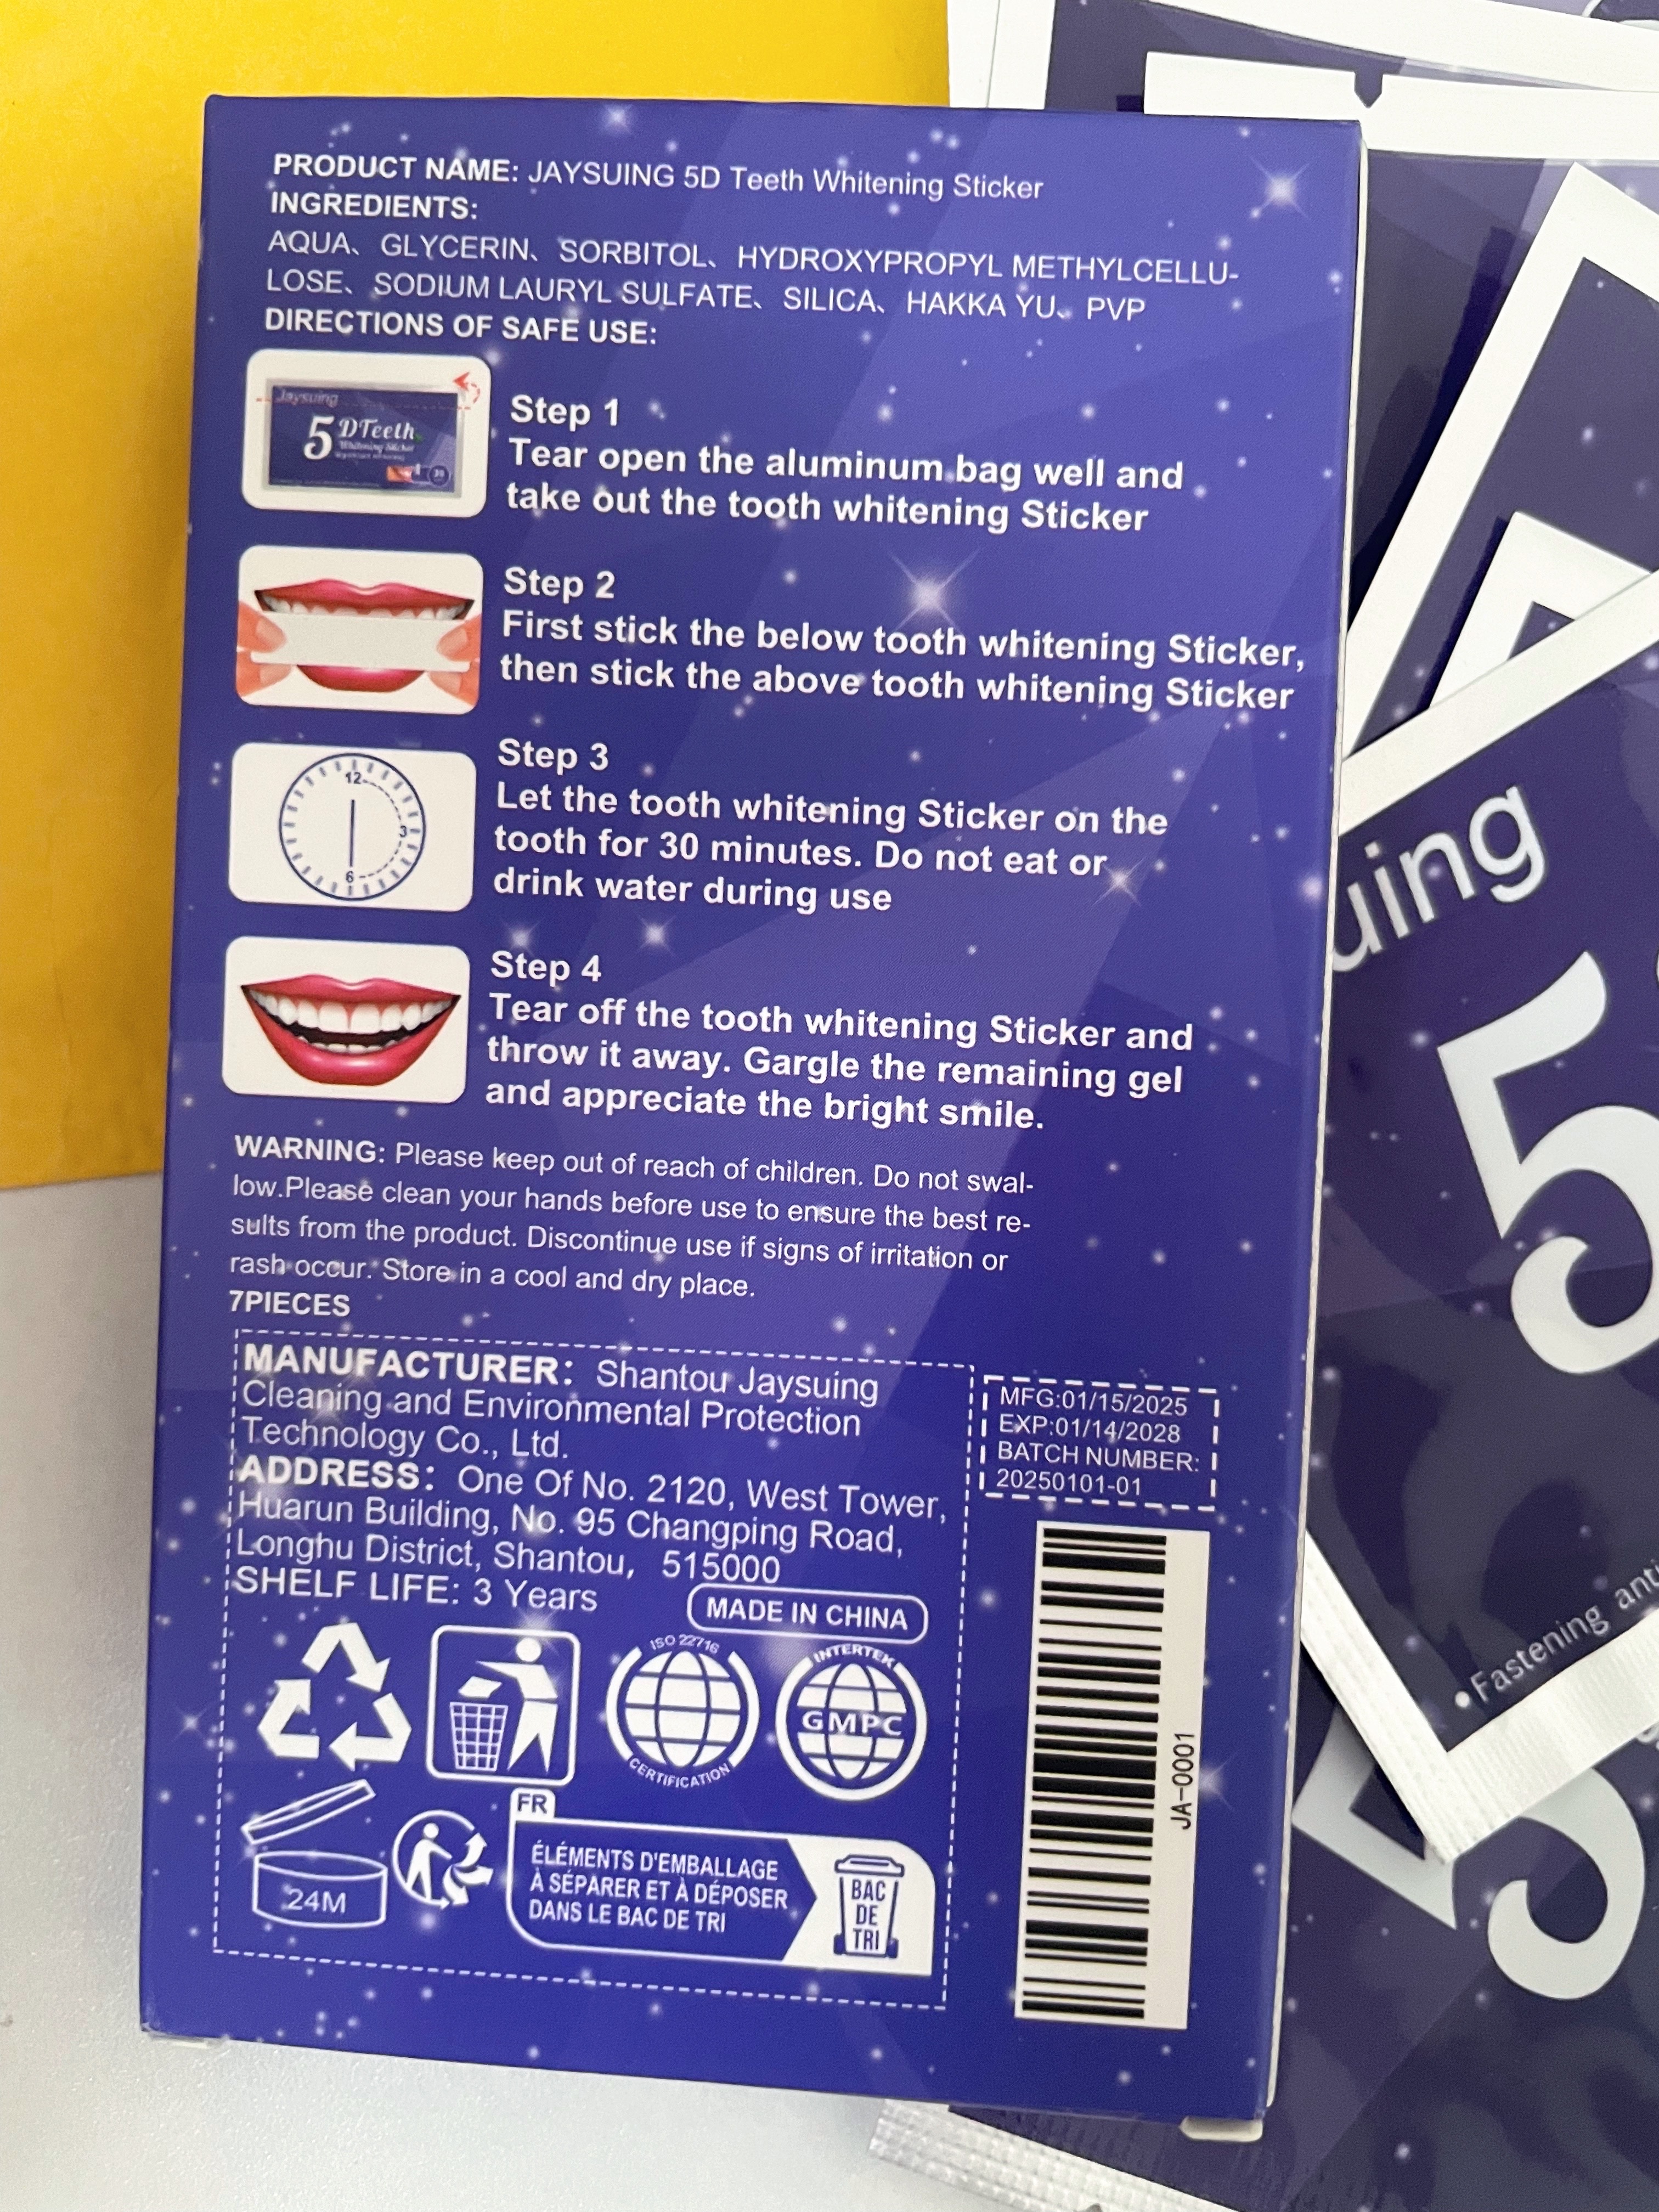 PRODUCT NAME: JAYSUING 5D Teeth Whitening Sticker
INGREDIENTS:
AQUA、GLYCERIN、SORBITOL、HYDROXYPROPYL METHYLCELLU-
LOSE、SODIUM LAURYL SULFATE、SILICA、HAKKA YU、PVP
DIRECTIONS OF SAFE USE:
Jaysuing
5 DTeeth
Whitening Sticker
30
Step 1
Tear open the aluminum bag well and
take out the tooth whitening Sticker
Step 2
First stick the below tooth whitening Sticker,
then stick the above tooth whitening Sticker
12
3
6
Step 3
Let the tooth whitening Sticker on the
tooth for 30 minutes. Do not eat or
drink water during use
Step 4
Tear off the tooth whitening Sticker and
throw it away. Gargle the remaining gel
and appreciate the bright smile.
WARNING: Please keep out of reach of children. Do not swal-
low.Please clean your hands before use to ensure the best re-
sults from the product. Discontinue use if signs of irritation or
rash occur. Store in a cool and dry place.
7PIECES
MANUFACTURER: Shantou Jaysuing
Cleaning and Environmental Protection
Technology Co., Ltd.
ADDRESS: One Of No. 2120, West Tower,
Huarun Building, No. 95 Changping Road,
Longhu District, Shantou, 515000
SHELF LIFE: 3 Years
MADE IN CHINA
MFG:01/15/2025
EXP:01/14/2028
BATCH NUMBER:
20250101-01
ISO 22716
CERTIFICATION
INTERTEK
GMPC
24M
FR
ÉLÉMENTS D'EMBALLAGE
À SÉPARER ET À DÉPOSER
DANS LE BAC DE TRI
BAC
DE
TRI
JA-0001
uing
5
•Fastening anti
5